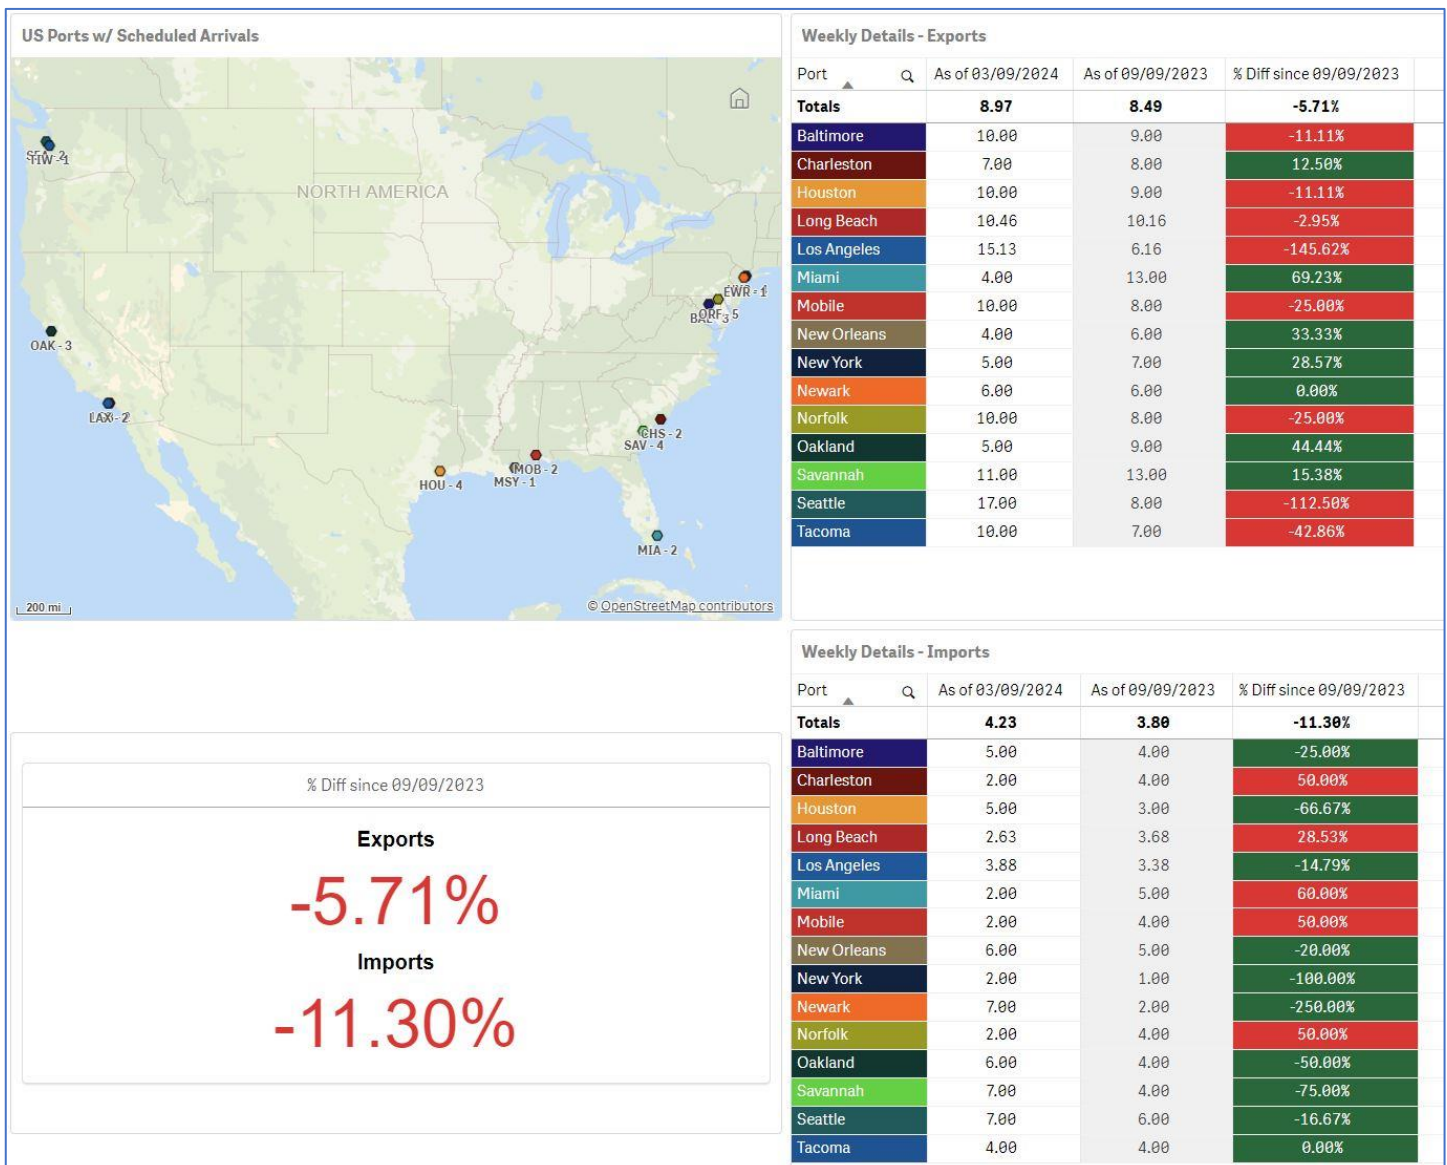 US Ports w/ Scheduled Arrivals
NORTH AMERICA
TIW - 1
EWR - 1
ORF - 5
OAK - 3
LAX - 2
CHS - 2
SAV - 4
MOB - 2
HOU - 4
MSY - 1
MIA - 2
200 mi
© OpenStreetMap contributors
Weekly Details - Exports
Port As of 03/09/2024 As of 09/09/2023 % Diff since 09/09/2023
Totals 8.97 8.49 -5.71%
Baltimore 10.00 9.00 -11.11%
Charleston 7.00 8.00 12.50%
Houston 10.00 9.00 -11.11%
Long Beach 10.46 10.16 -2.95%
Los Angeles 15.13 6.16 -145.62%
Miami 4.00 13.00 69.23%
Mobile 10.00 8.00 -25.00%
New Orleans 4.00 6.00 33.33%
New York 5.00 7.00 28.57%
Newark 6.00 6.00 0.00%
Norfolk 10.00 8.00 -25.00%
Oakland 5.00 9.00 44.44%
Savannah 11.00 13.00 15.38%
Seattle 17.00 8.00 -112.50%
Tacoma 10.00 7.00 -42.86%
% Diff since 09/09/2023
Exports
-5.71%
Imports
-11.30%
Weekly Details - Imports
Port As of 03/09/2024 As of 09/09/2023 % Diff since 09/09/2023
Totals 4.23 3.80 -11.30%
Baltimore 5.00 4.00 -25.00%
Charleston 2.00 4.00 50.00%
Houston 5.00 3.00 -66.67%
Long Beach 2.63 3.68 28.53%
Los Angeles 3.88 3.38 -14.79%
Miami 2.00 5.00 60.00%
Mobile 2.00 4.00 50.00%
New Orleans 6.00 5.00 -20.00%
New York 2.00 1.00 -100.00%
Newark 7.00 2.00 -250.00%
Norfolk 2.00 4.00 50.00%
Oakland 6.00 4.00 -50.00%
Savannah 7.00 4.00 -75.00%
Seattle 7.00 6.00 -16.67%
Tacoma 4.00 4.00 0.00%